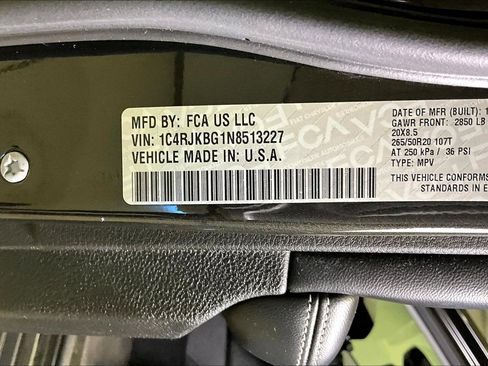 MFD BY: FCA US LLC
VIN: 1C4RJKBG1N8513227
VEHICLE MADE IN: U.S.A.
DATE OF MFR (BUILT):
GAWR FRONT: 2850 LB
20X8.5
265/50R20 107T
AT 250 kPa / 36 PSI
TYPE: MPV
THIS VEHICLE CONFORMS
STANDARDS IN